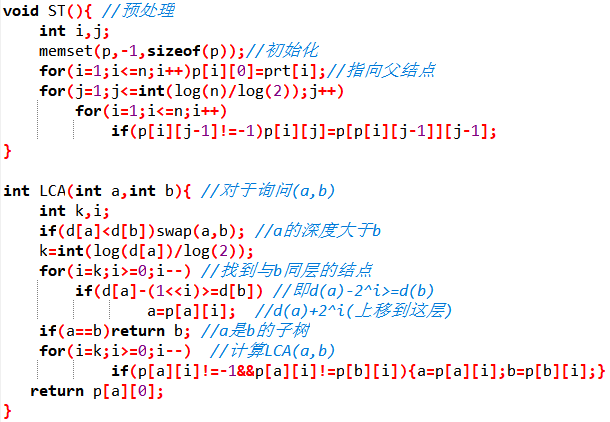 void ST(){ //预处理
    int i,j;
    memset(p,-1,sizeof(p));//初始化
    for(i=1;i<=n;i++)p[i][0]=prt[i];//指向父结点
    for(j=1;j<=int(log(n)/log(2));j++)
        for(i=1;i<=n;i++)
            if(p[i][j-1]!=-1)p[i][j]=p[p[i][j-1]][j-1];
}

int LCA(int a,int b){ //对于询问(a,b)
    int k,i;
    if(d[a]<d[b])swap(a,b); //a的深度大于b
    k=int(log(d[a])/log(2));
    for(i=k;i>=0;i--) //找到与b同层的结点
        if(d[a]-(1<<i)>=d[b]) //即d(a)-2^i>=d(b)
                a=p[a][i];  //d(a)+2^i(上移到这层)
    if(a==b)return b; //a是b的子树
    for(i=k;i>=0;i--)  //计算LCA(a,b)
            if(p[a][i]!=-1&&p[a][i]!=p[b][i]){a=p[a][i];b=p[b][i];}
   return p[a][0];
}